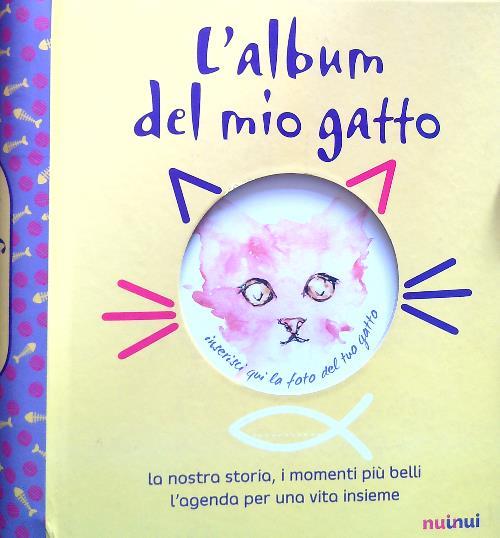 L'album
del mio gatto
inserisci qui la foto del tuo gatto
la nostra storia, i momenti più belli
l'agenda per una vita insieme
nuinui